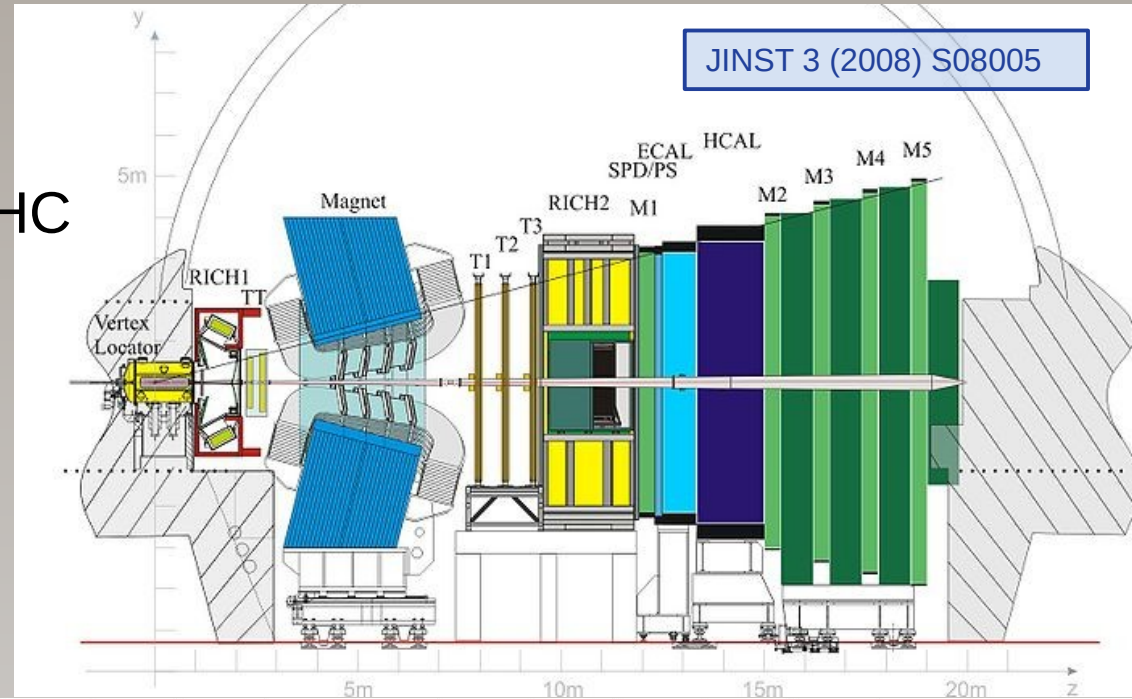 y
JINST 3 (2008) S08005
HCAL
ECAL
SPD/PS
M5
M4
M3
M2
5m
HC
Magnet
RICH2
M1
T3
T2
T1
RICH1
TT
Vertex
Locator
5m
10m
15m
20m
z